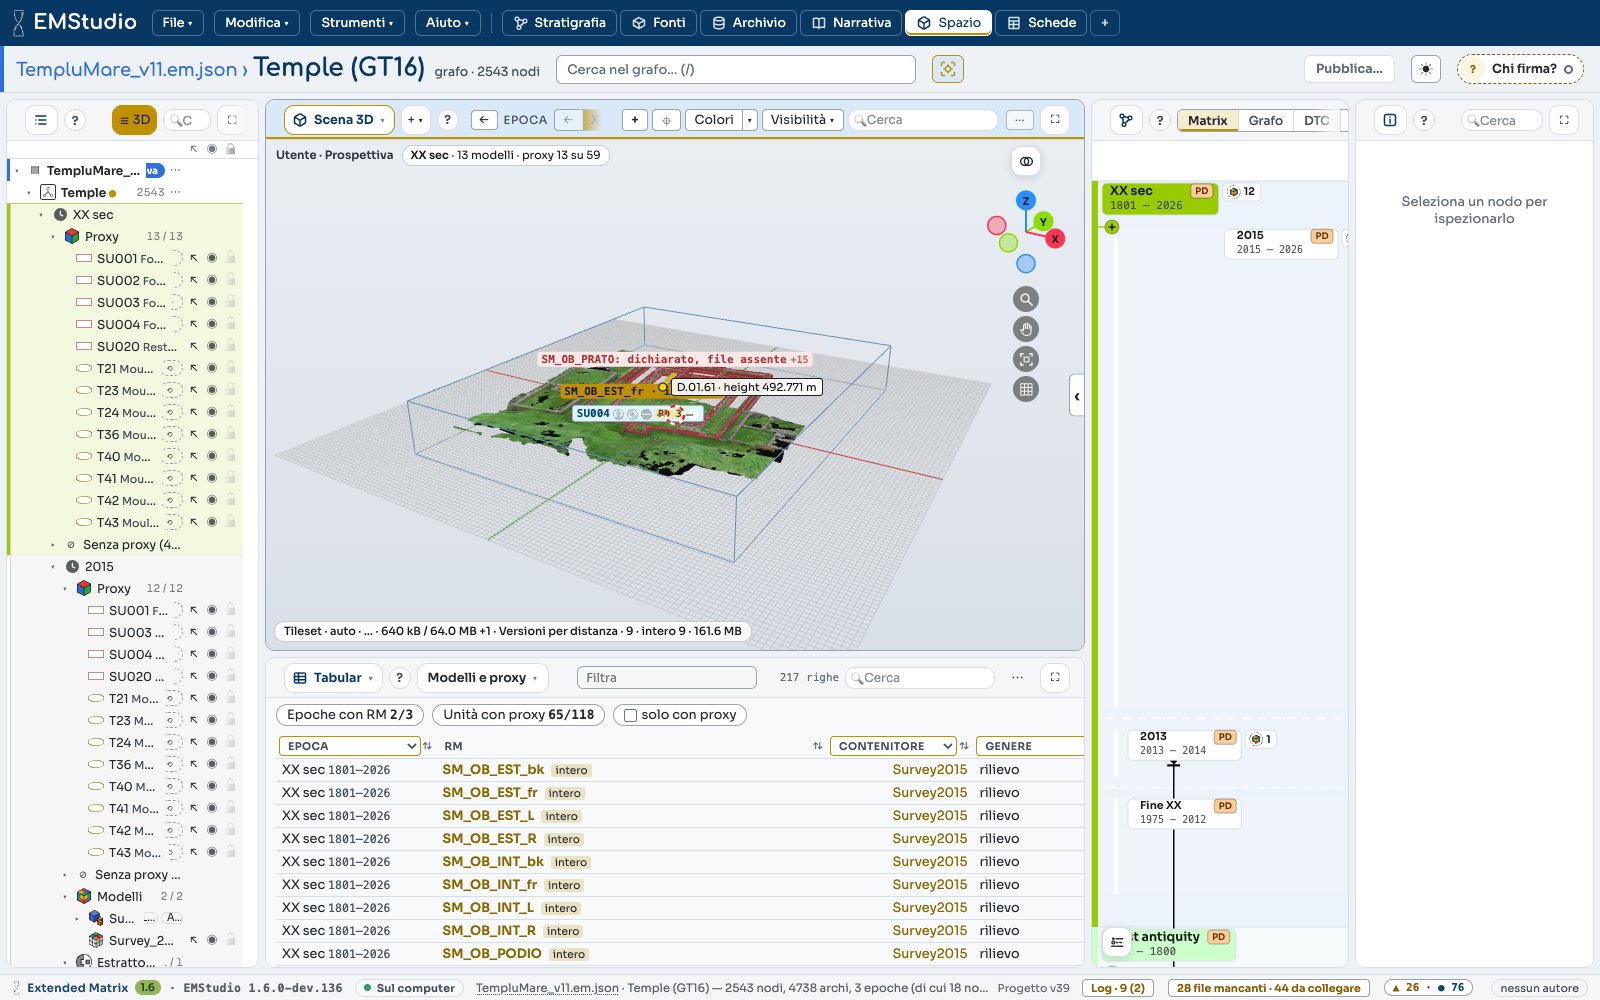 EMStudio File Modifica Strumenti Aiuto Stratigrafia Fonti Archivio Narrativa Spazio Schede +
TempluMare_v11.em.json › Temple (GT16) grafo · 2543 nodi Cerca nel grafo... (/) Pubblica... ? Chi firma?
? ≡ 3D C
TempluMare_... va ...
Temple 2543 ...
XX sec
Proxy 13 / 13
SU001 Fo...
SU002 Fo...
SU003 Fo...
SU004 Fo...
SU020 Rest...
T21 Mou...
T23 Mou...
T24 Mou...
T36 Mou...
T40 Mo...
T41 Mou...
T42 Mou...
T43 Moul...
Senza proxy (4...
2015
Proxy 12 / 12
SU001 F...
SU003 ...
SU004 ...
SU020 ...
T21 Mo...
T23 M...
T24 M...
T36 M...
T40 M...
T41 Mo...
T42 M...
T43 Mo...
Senza proxy ...
Modelli 2 / 2
Su... ... A...
Survey_2...
Estratto... / 1
Scena 3D + ? ← EPOCA ← X + Colori Visibilità Cerca ...
Utente · Prospettiva XX sec · 13 modelli · proxy 13 su 59
Z
Y
X
SM_OB_PRATO: dichiarato, file assente +15
SM_OB_EST_fr ·
D.01.61 · height 492.771 m
SU004
Tileset · auto · ... · 640 kB / 64.0 MB +1 · Versioni per distanza · 9 · intero 9 · 161.6 MB
Tabular ? Modelli e proxy Filtra 217 righe Cerca ...
Epoche con RM 2/3 Unità con proxy 65/118 solo con proxy
EPOCA RM CONTENITORE GENERE
XX sec 1801–2026 SM_OB_EST_bk intero Survey2015 rilievo
XX sec 1801–2026 SM_OB_EST_fr intero Survey2015 rilievo
XX sec 1801–2026 SM_OB_EST_L intero Survey2015 rilievo
XX sec 1801–2026 SM_OB_EST_R intero Survey2015 rilievo
XX sec 1801–2026 SM_OB_INT_bk intero Survey2015 rilievo
XX sec 1801–2026 SM_OB_INT_fr intero Survey2015 rilievo
XX sec 1801–2026 SM_OB_INT_L intero Survey2015 rilievo
XX sec 1801–2026 SM_OB_INT_R intero Survey2015 rilievo
XX sec 1801–2026 SM_OB_PODIO intero Survey2015 rilievo
? Matrix Grafo DTC
XX sec PD 12
1801 – 2026
+
2015 PD
2015 – 2026
2013 PD 1
2013 – 2014
Fine XX PD
1975 – 2012
t antiquity PD
– 1800
? Cerca
Seleziona un nodo per
ispezionarlo
Extended Matrix 1.6 · EMStudio 1.6.0-dev.136 Sul computer TempluMare_v11.em.json · Temple (GT16) — 2543 nodi, 4738 archi, 3 epoche (di cui 18 no... Progetto v39 Log · 9 (2) 28 file mancanti · 44 da collegare ▲ 26 · ● 76 nessun autore